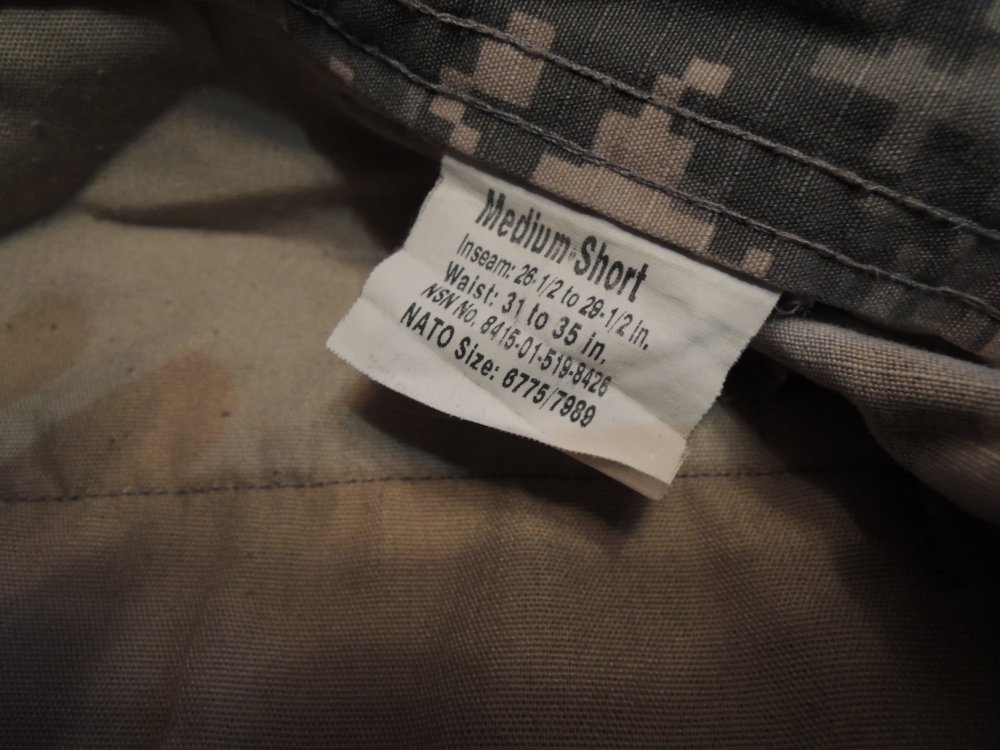 Medium-Short
Inseam: 26-1/2 to 29-1/2 in.
Waist: 31 to 35 in.
NSN No. 8415-01-519-8426
NATO Size: 6775/7989